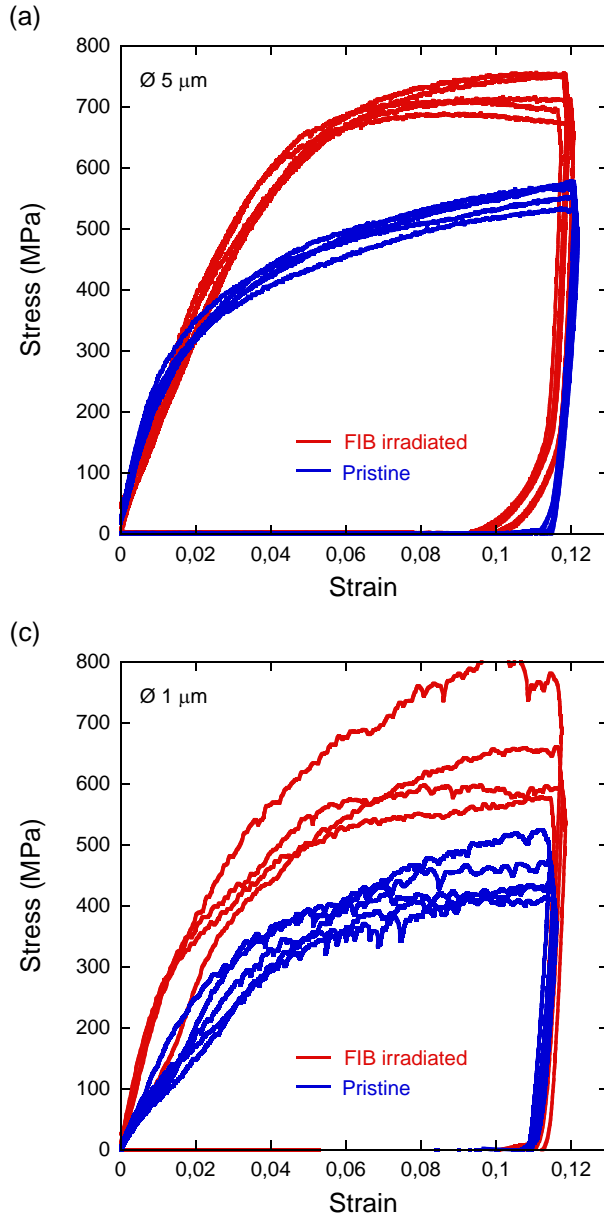 (a)
800
Ø 5 μm
700
600
500
400
300
200
100
0
Stress (MPa)
FIB irradiated
Pristine
0 0,02 0,04 0,06 0,08 0,1 0,12
Strain
(c)
800
Ø 1 μm
700
600
500
400
300
200
100
0
Stress (MPa)
FIB irradiated
Pristine
0 0,02 0,04 0,06 0,08 0,1 0,12
Strain